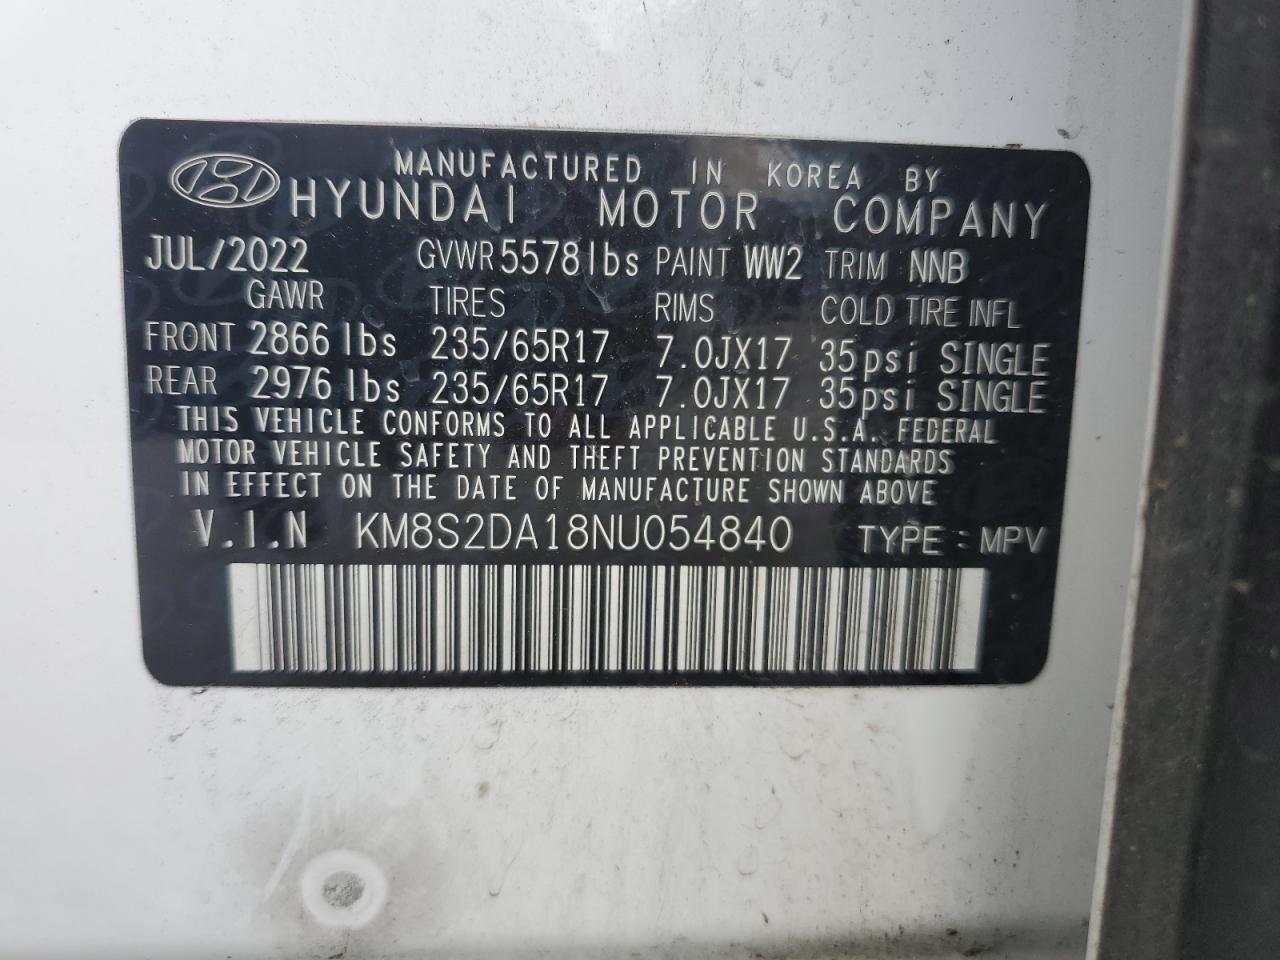 MANUFACTURED IN KOREA BY
HYUNDAI MOTOR COMPANY
JUL/2022 GVWR 5578lbs PAINT WW2 TRIM NNB
GAWR TIRES RIMS COLD TIRE INFL
FRONT 2866 lbs 235/65R17 7.0JX17 35psi SINGLE
REAR 2976 lbs 235/65R17 7.0JX17 35psi SINGLE
THIS VEHICLE CONFORMS TO ALL APPLICABLE U.S.A. FEDERAL
MOTOR VEHICLE SAFETY AND THEFT PREVENTION STANDARDS
IN EFFECT ON THE DATE OF MANUFACTURE SHOWN ABOVE
V.I.N KM8S2DA18NU054840 TYPE : MPV